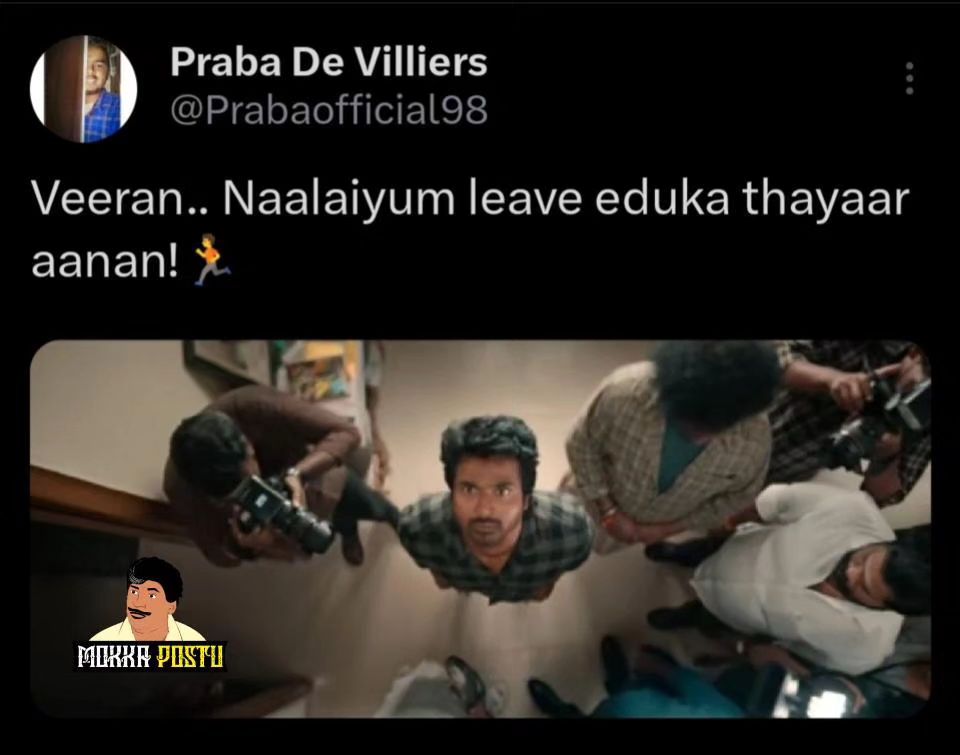 Praba De Villiers
@Prabaofficial98
Veeran.. Naalaiyum leave eduka thayaar
aanan!🏃
MOKKA POSTU